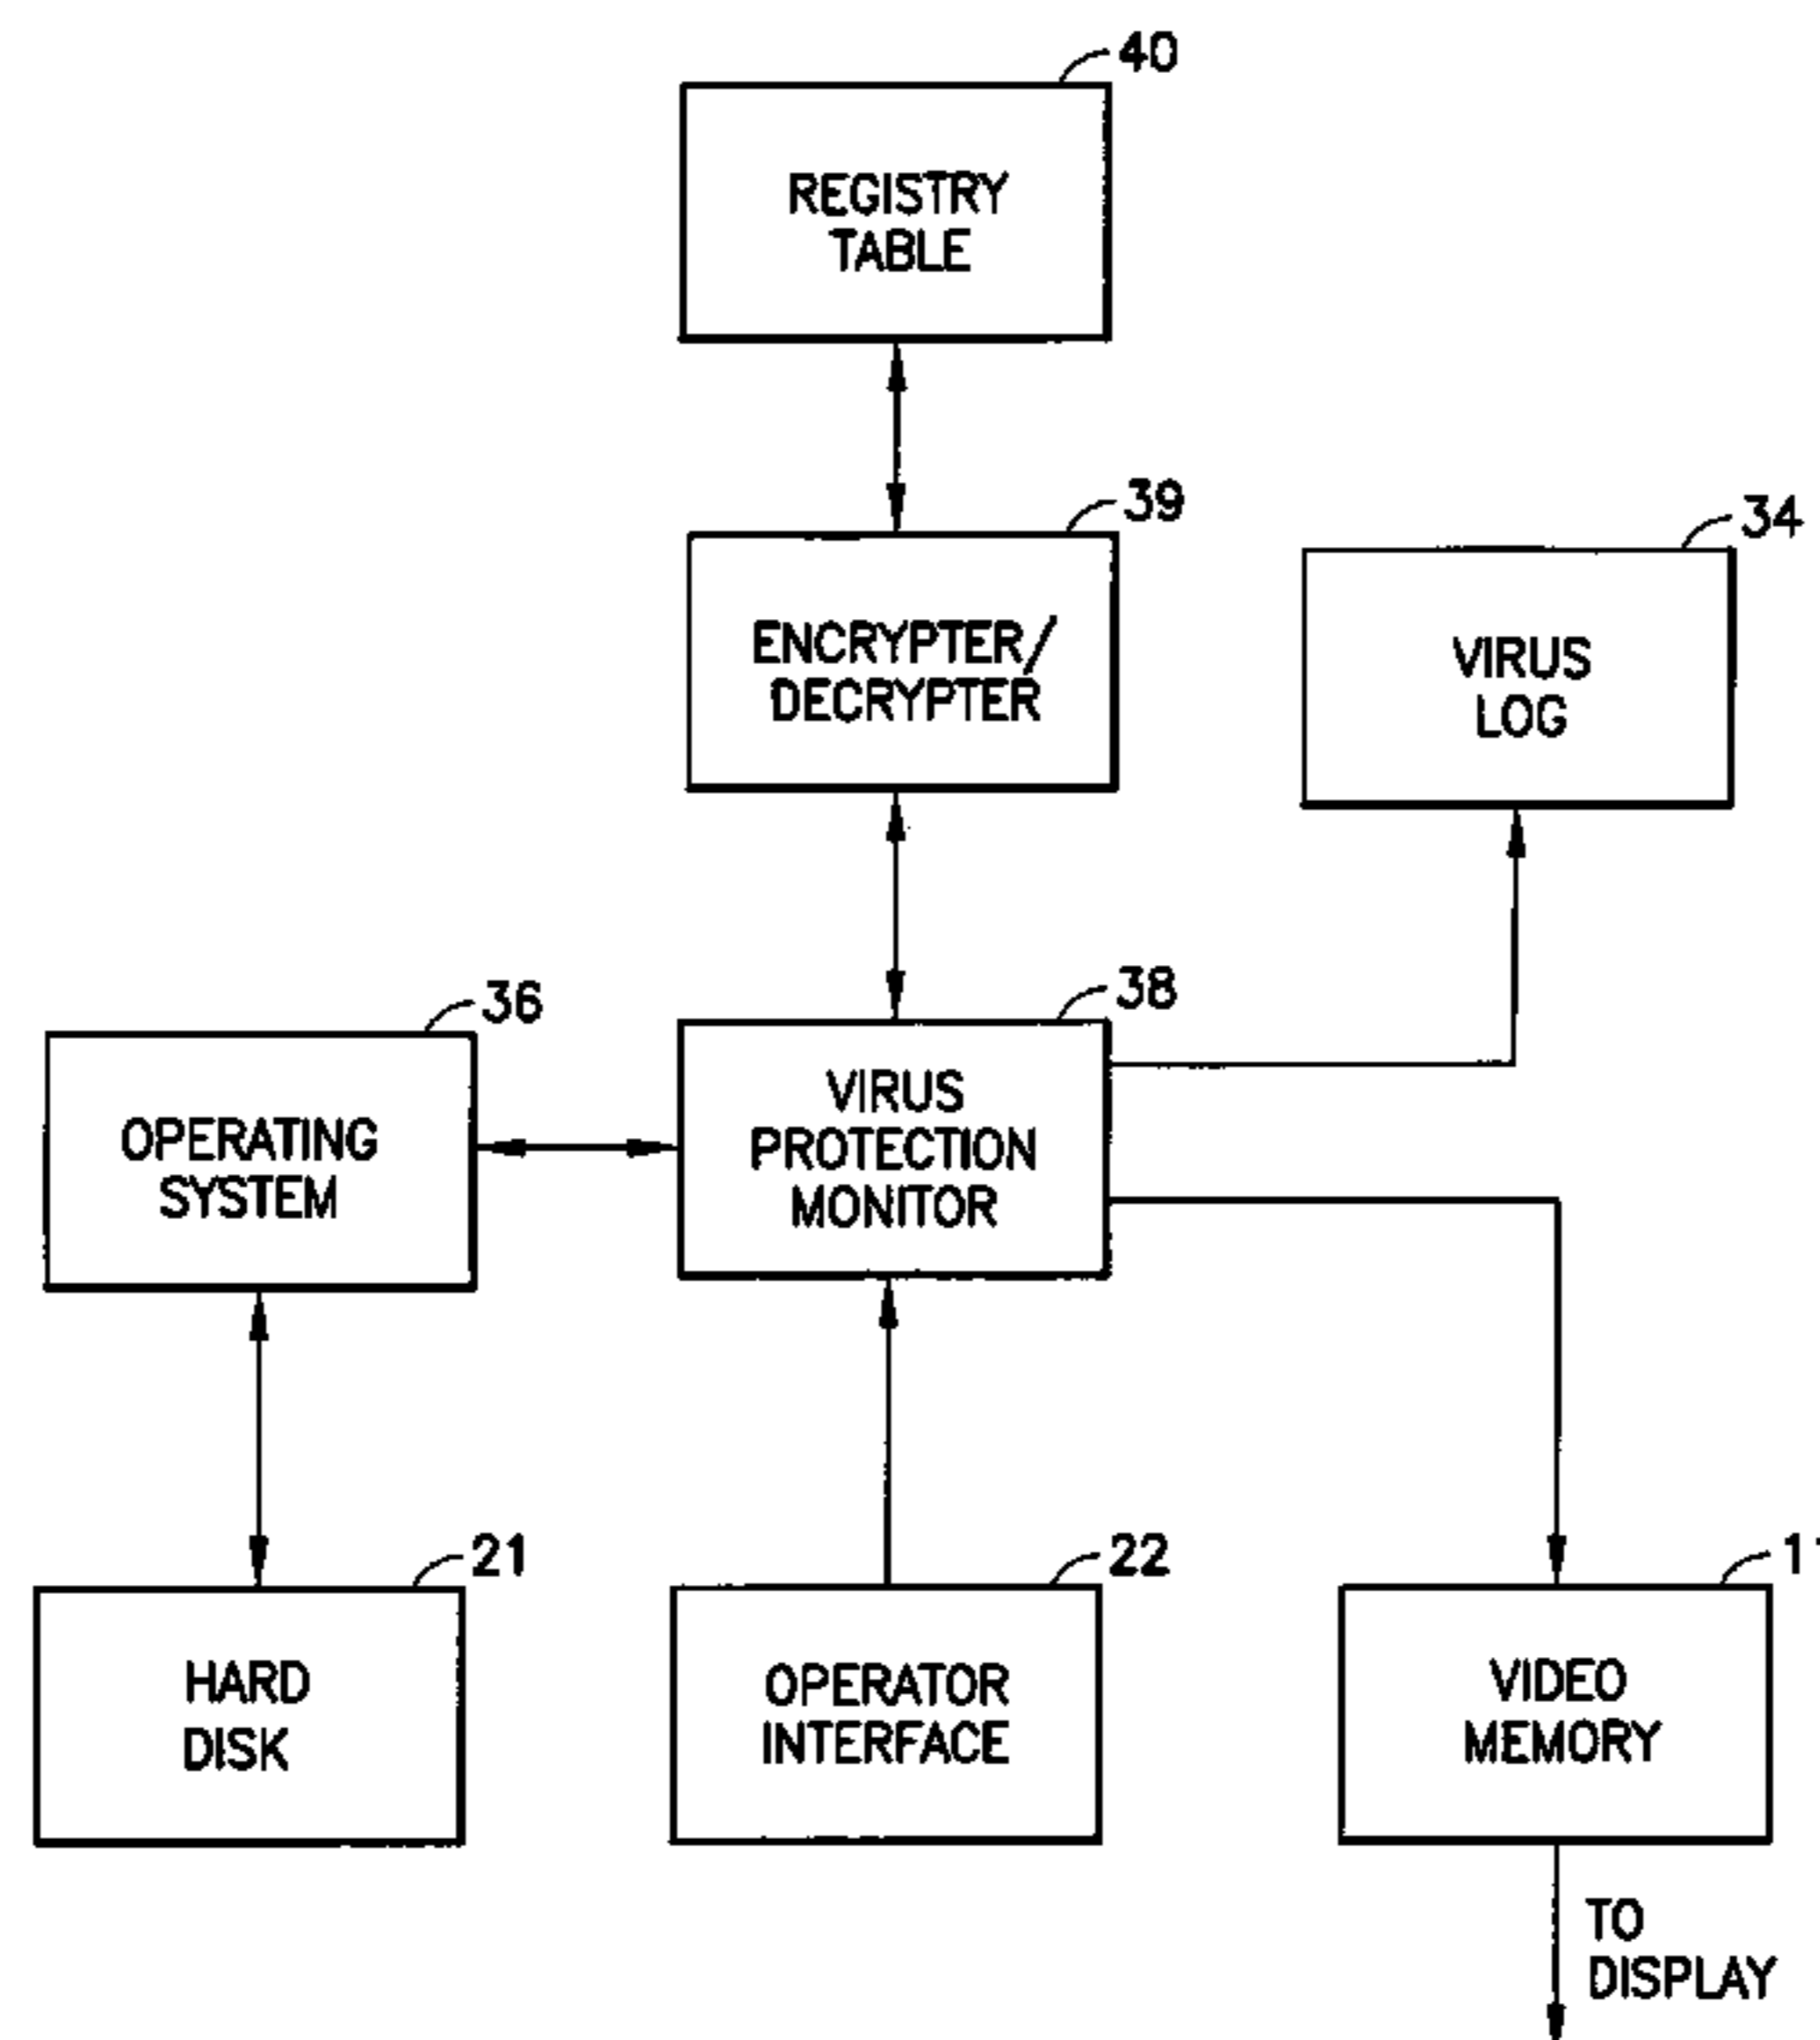 40
REGISTRY
TABLE
39
ENCRYPTER/
DECRYPTER
34
VIRUS
LOG
36
OPERATING
SYSTEM
38
VIRUS
PROTECTION
MONITOR
21
HARD
DISK
22
OPERATOR
INTERFACE
VIDEO
MEMORY
TO
DISPLAY